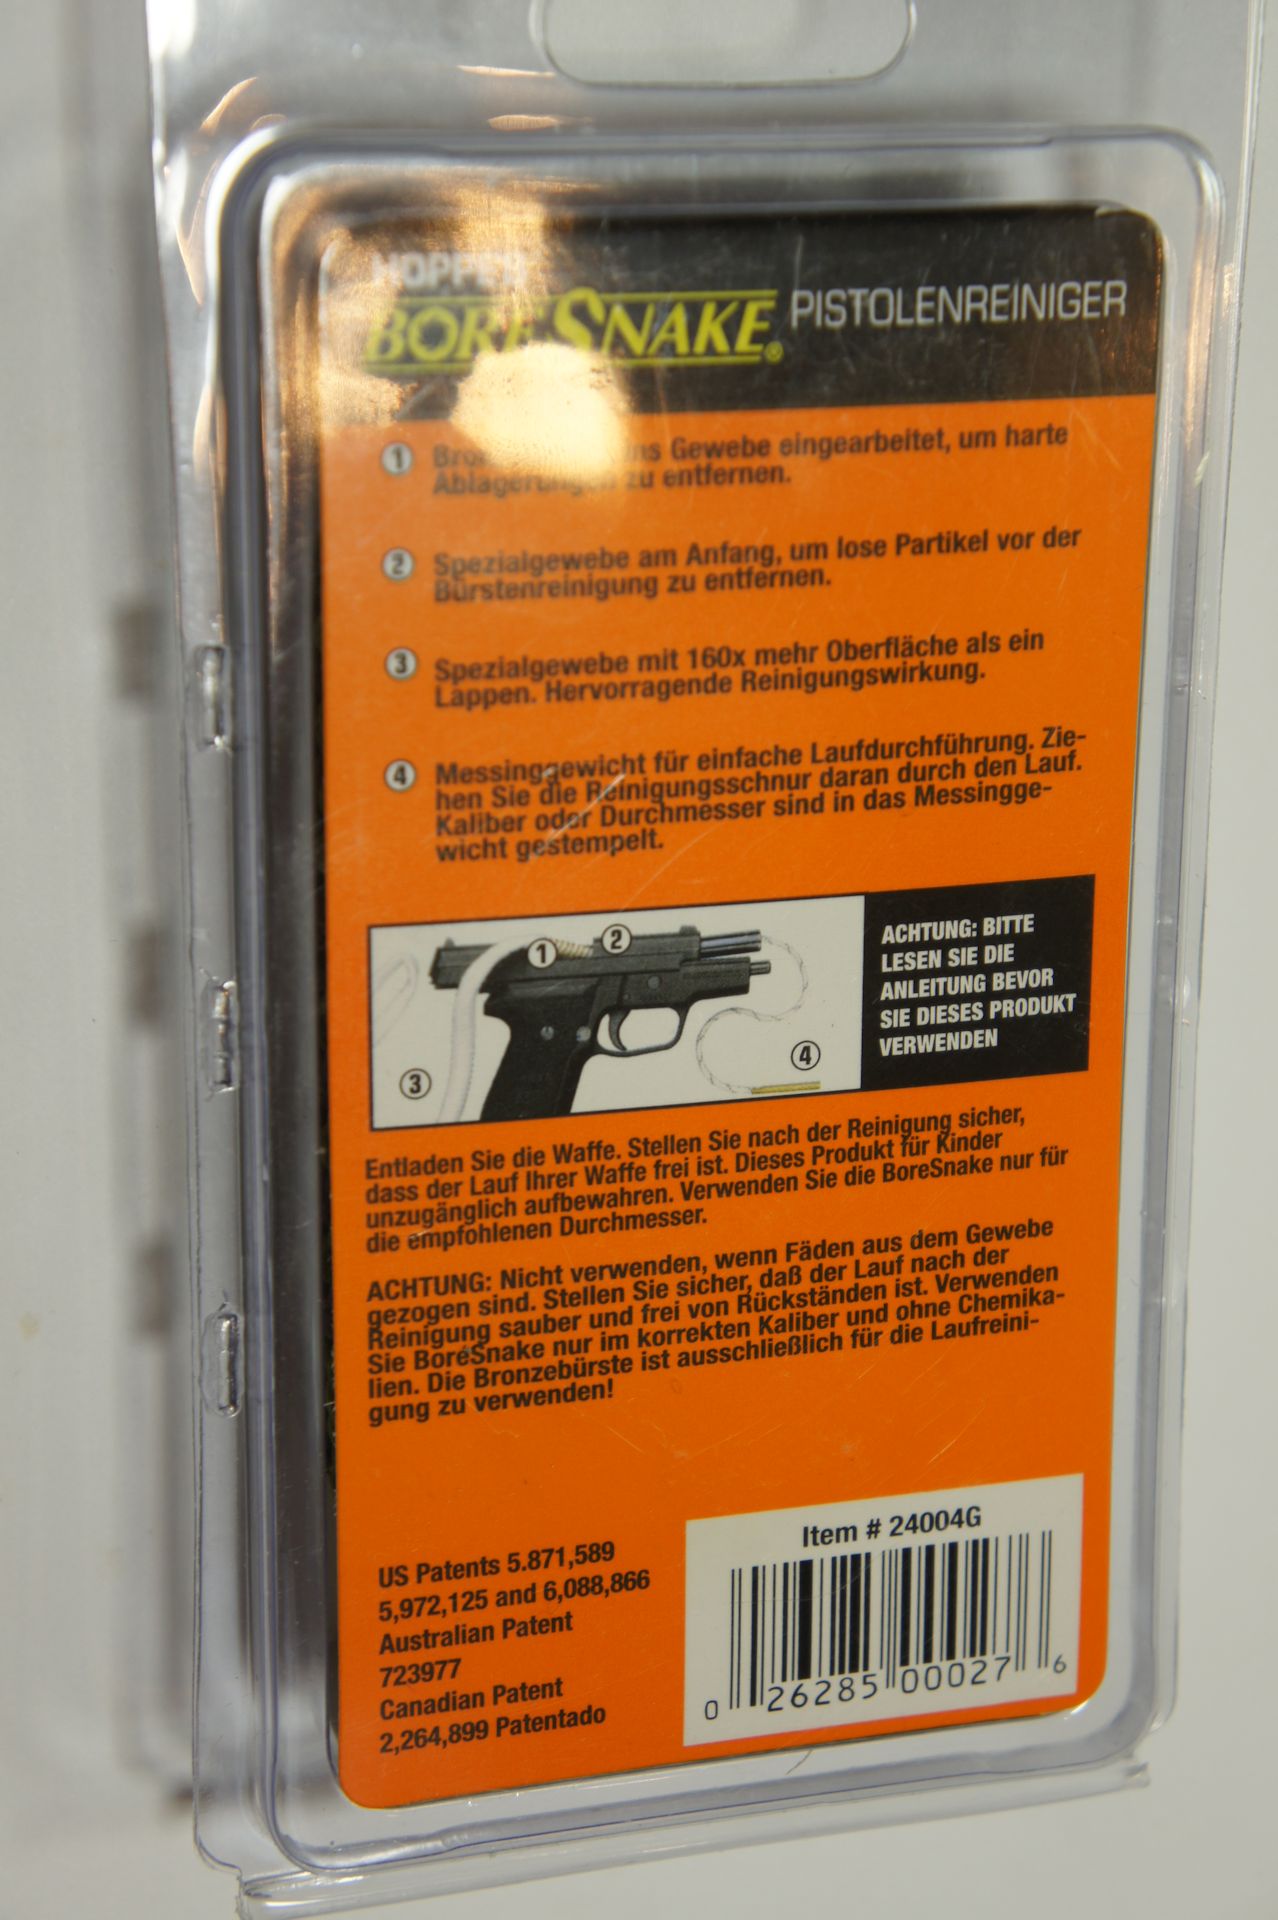 BORESNAKE®
PISTOLENREINIGER
1
Gewebe eingearbeitet, um harte
Ablagerungen zu entfernen.
2
Spezialgewebe am Anfang, um lose Partikel vor der
Bürstenreinigung zu entfernen.
3
Spezialgewebe mit 160x mehr Oberfläche als ein
Lappen. Hervorragende Reinigungswirkung.
4
Messinggewicht für einfache Laufdurchführung. Zie-
hen Sie die Reinigungsschnur daran durch den Lauf.
Kaliber oder Durchmesser sind in das Messingge-
wicht gestempelt.
1
2
3
4
ACHTUNG: BITTE
LESEN SIE DIE
ANLEITUNG BEVOR
SIE DIESES PRODUKT
VERWENDEN
Entladen Sie die Waffe. Stellen Sie nach der Reinigung sicher,
dass der Lauf Ihrer Waffe frei ist. Dieses Produkt für Kinder
unzugänglich aufbewahren. Verwenden Sie die BoreSnake nur für
die empfohlenen Durchmesser.
ACHTUNG: Nicht verwenden, wenn Fäden aus dem Gewebe
gezogen sind. Stellen Sie sicher, daß der Lauf nach der
Reinigung sauber und frei von Rückständen ist. Verwenden
Sie BoreSnake nur im korrekten Kaliber und ohne Chemika-
lien. Die Bronzebürste ist ausschließlich für die Laufreini-
gung zu verwenden!
US Patents 5.871,589
5,972,125 and 6,088,866
Australian Patent
723977
Canadian Patent
2,264,899 Patentado
Item # 24004G
0 26285 00027 6